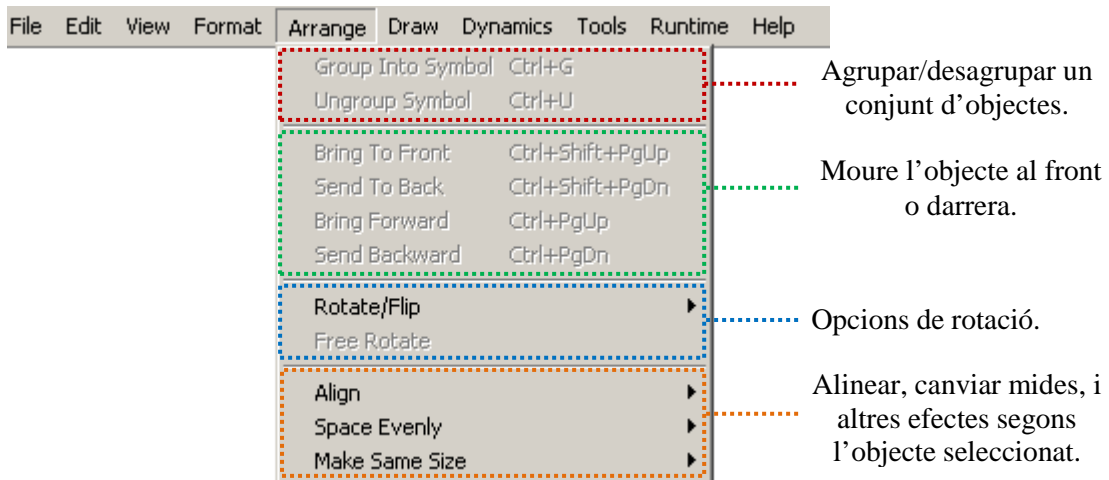 File Edit View Format Arrange Draw Dynamics Tools Runtime Help
Group Into Symbol Ctrl+G
Ungroup Symbol Ctrl+U
Bring To Front Ctrl+Shift+PgUp
Send To Back Ctrl+Shift+PgDn
Bring Forward Ctrl+PgUp
Send Backward Ctrl+PgDn
Rotate/Flip
Free Rotate
Align
Space Evenly
Make Same Size
Agrupar/desagrupar un
conjunt d’objectes.
Moure l’objecte al front
o darrera.
Opcions de rotació.
Alinear, canviar mides, i
altres efectes segons
l’objecte seleccionat.